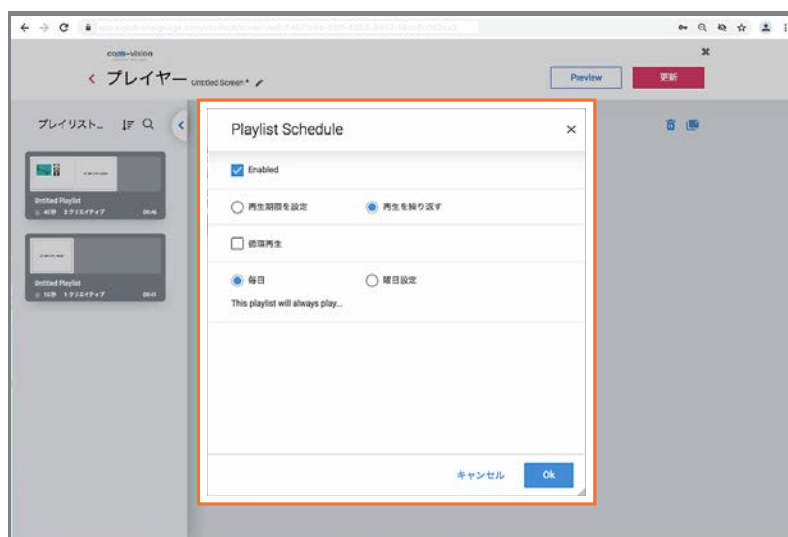 com-vision
プレイヤー Untitled Screen *
Preview
更新
プレイリスト...
Untitled Playlist
Untitled Playlist
Playlist Schedule
Enabled
再生期間を設定 再生を繰り返す
循環再生
毎日 曜日設定
This playlist will always play...
キャンセル Ok